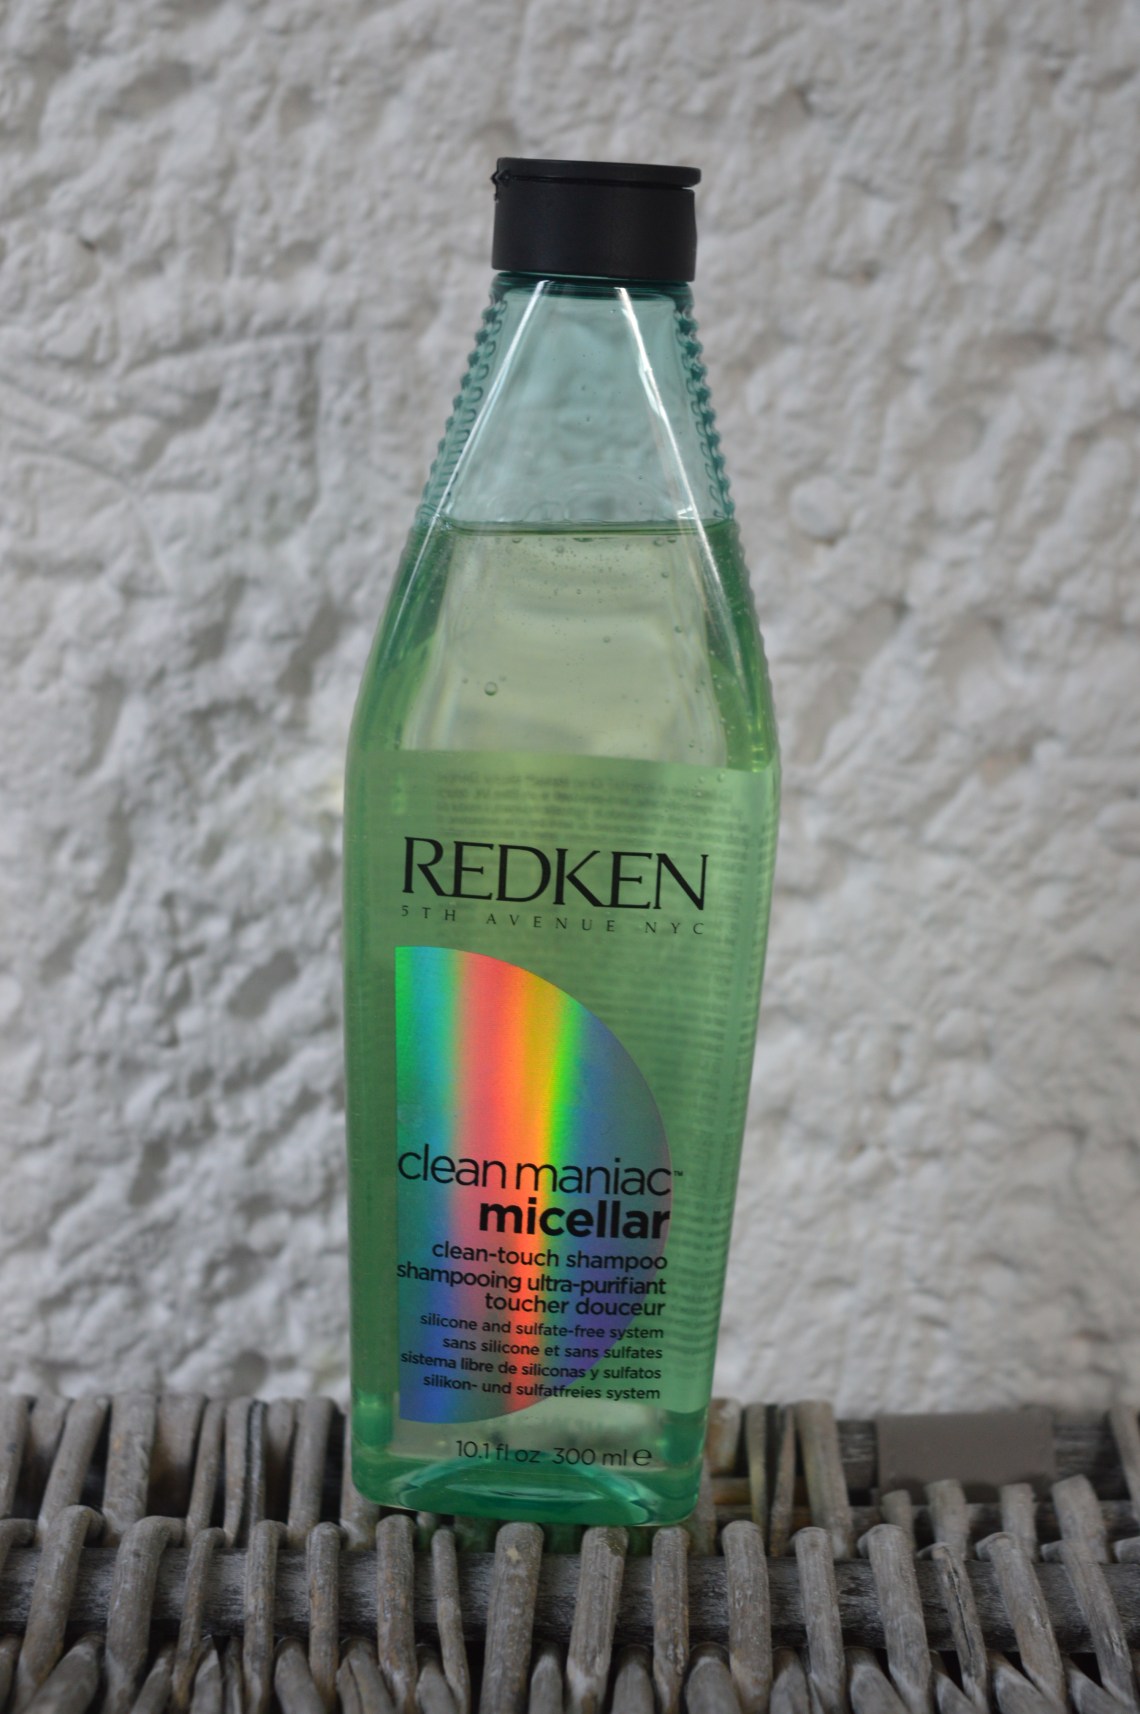 REDKEN
5TH AVENUE NYC
clean maniac™
micellar
clean-touch shampoo
shampooing ultra-purifiant
toucher douceur
silicone and sulfate-free system
sans silicone et sans sulfates
sistema libre de siliconas y sulfatos
silikon- und sulfatfreies system
10.1 fl oz 300 ml ℮